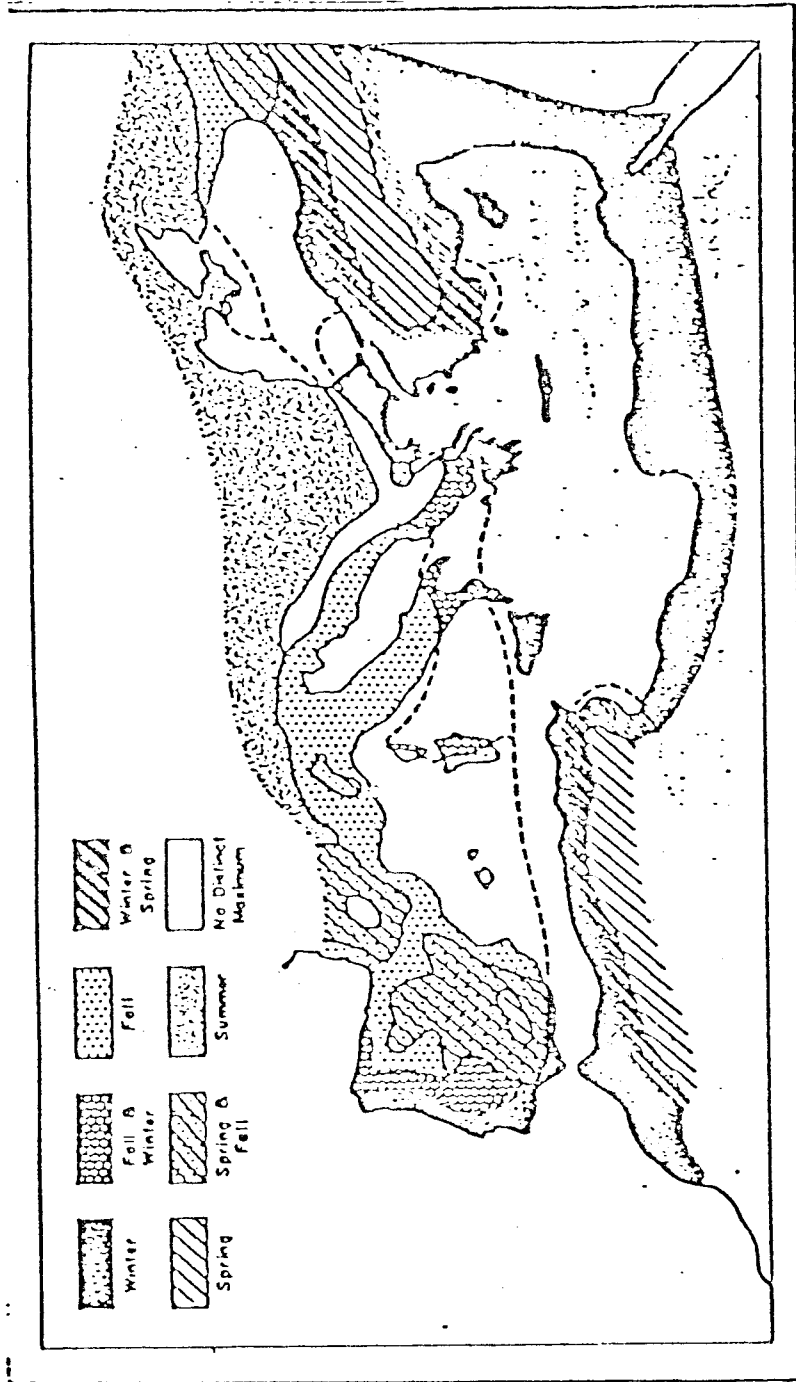 Winter
Fall &
Winter
Fall
Winter &
Spring
Spring
Spring &
Fall
Summer
No Distinct
Maximum